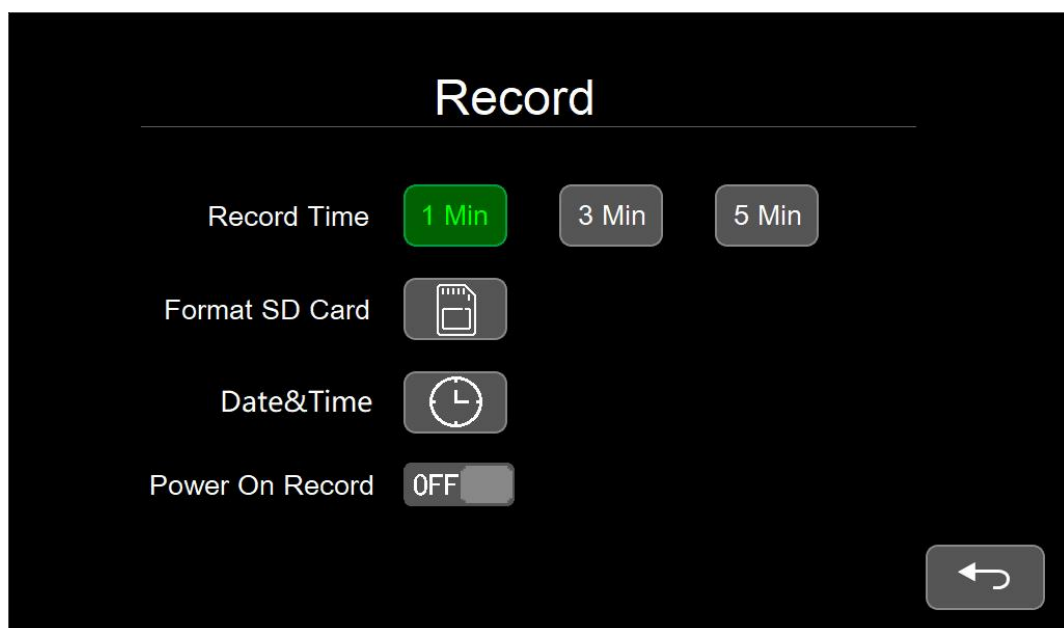 Record
Record Time 1 Min 3 Min 5 Min
Format SD Card
Date&Time
Power On Record OFF